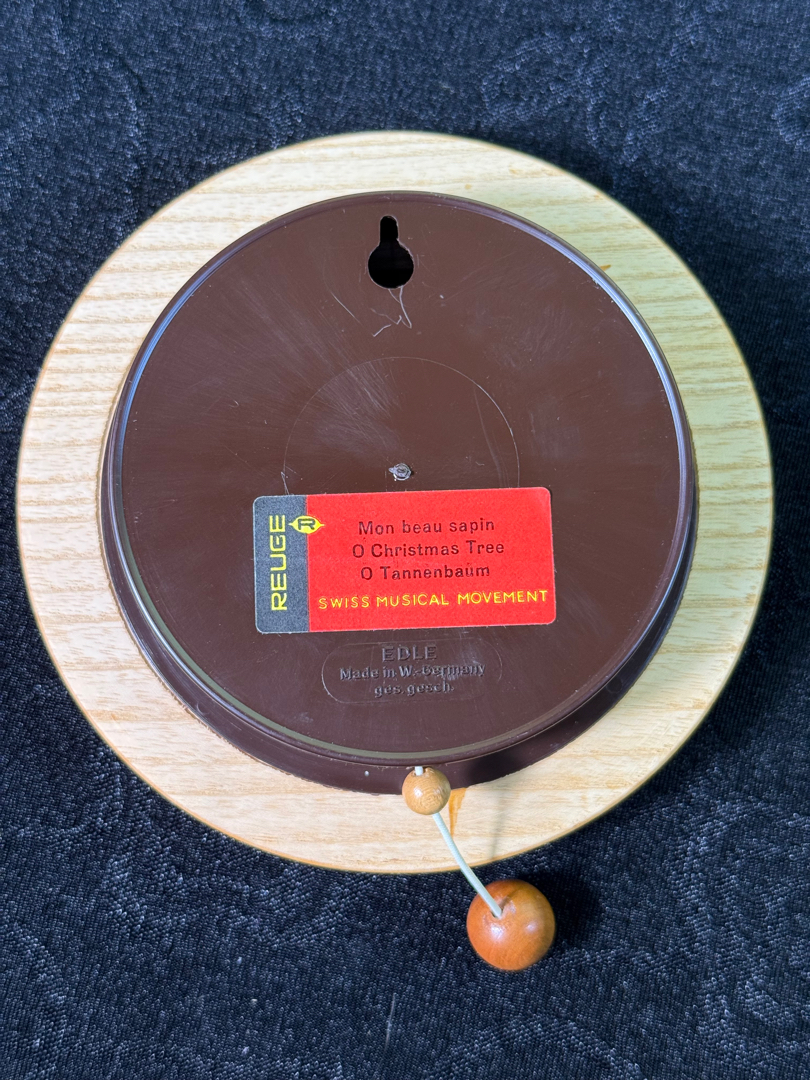 REUGE
R
Mon beau sapin
O Christmas Tree
O Tannenbaum
SWISS MUSICAL MOVEMENT
EDLE
Made in W.-Germany
ges. gesch.